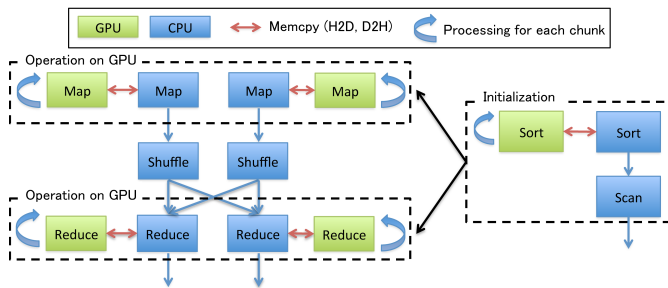 GPU CPU Memcpy (H2D, D2H) Processing for each chunk
Operation on GPU
Map Map Map Map
Initialization
Sort Sort
Shuffle Shuffle
Scan
Operation on GPU
Reduce Reduce Reduce Reduce